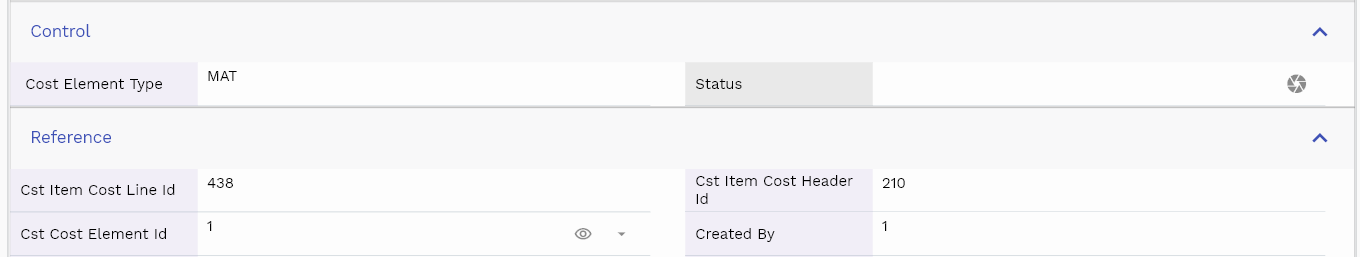 Control
Cost Element Type
MAT
Status
Reference
Cst Item Cost Line Id
438
Cst Item Cost Header
Id
210
Cst Cost Element Id
1
Created By
1